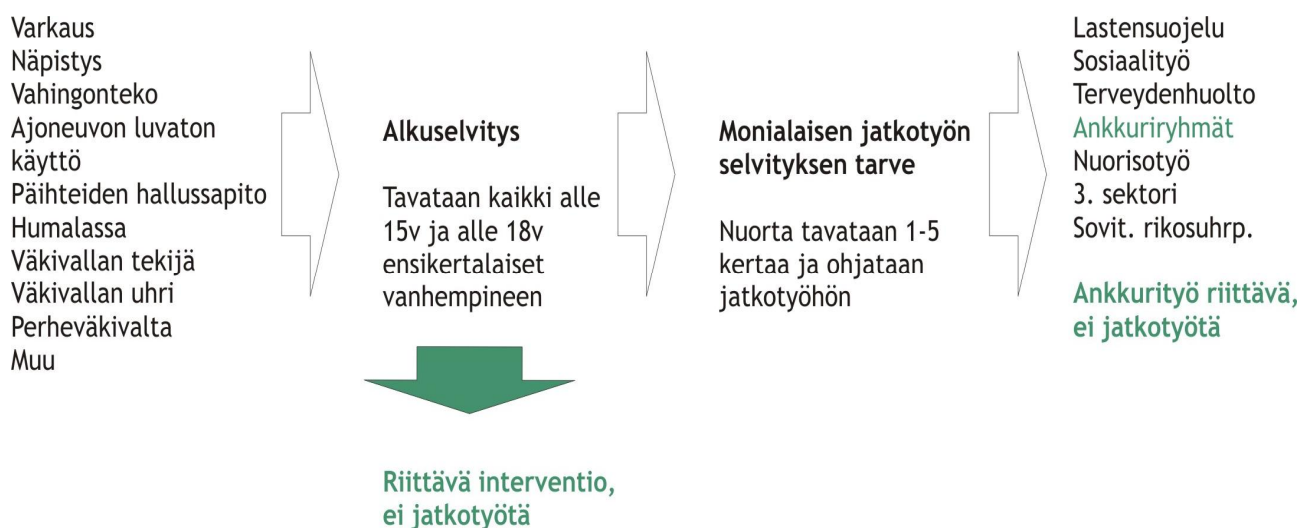 Varkaus
Näpistys
Vahingonteko
Ajoneuvon luvaton
käyttö
Päihteiden hallussapito
Humalassa
Väkivallan tekijä
Väkivallan uhri
Perheväkivalta
Muu
Alkuselvitys
Tavataan kaikki alle
15v ja alle 18v
ensikertalaiset
vanhempineen
Riittävä interventio,
ei jatkotyötä
Monialaisen jatkotyön
selvityksen tarve
Nuorta tavataan 1-5
kertaa ja ohjataan
jatkotyöhön
Lastensuojelu
Sosiaalityö
Terveydenhuolto
Ankkuriryhmät
Nuorisotyö
3. sektori
Sovit. rikosuhrp.
Ankkurityö riittävä,
ei jatkotyötä